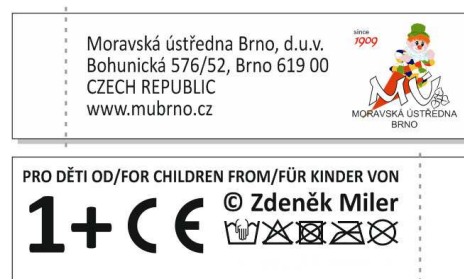 Moravská ústředna Brno, d.u.v.
Bohunická 576/52, Brno 619 00
CZECH REPUBLIC
www.mubrno.cz
since
1909
MU
MORAVSKÁ ÚSTŘEDNA
BRNO
PRO DĚTI OD/FOR CHILDREN FROM/FÜR KINDER VON
1+ CE
© Zdeněk Miler